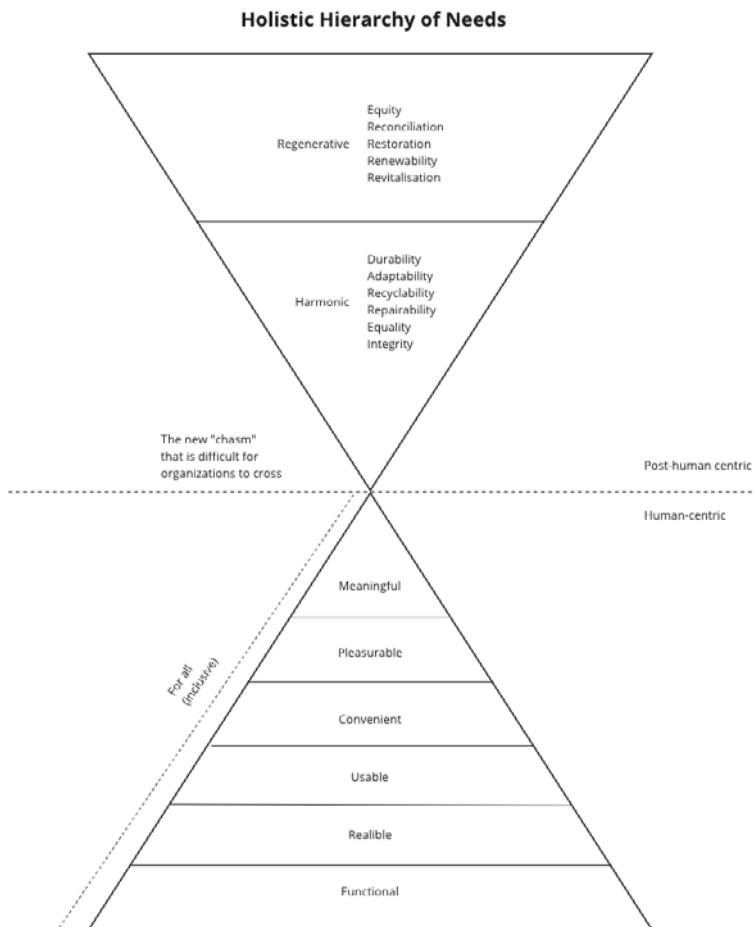 Holistic Hierarchy of Needs
Regenerative
Equity
Reconciliation
Restoration
Renewability
Revitalisation
Harmonic
Durability
Adaptability
Recyclability
Repairability
Equality
Integrity
The new "chasm"
that is difficult for
organizations to cross
Post-human centric
Human-centric
For all
(inclusive)
Meaningful
Pleasurable
Convenient
Usable
Realible
Functional